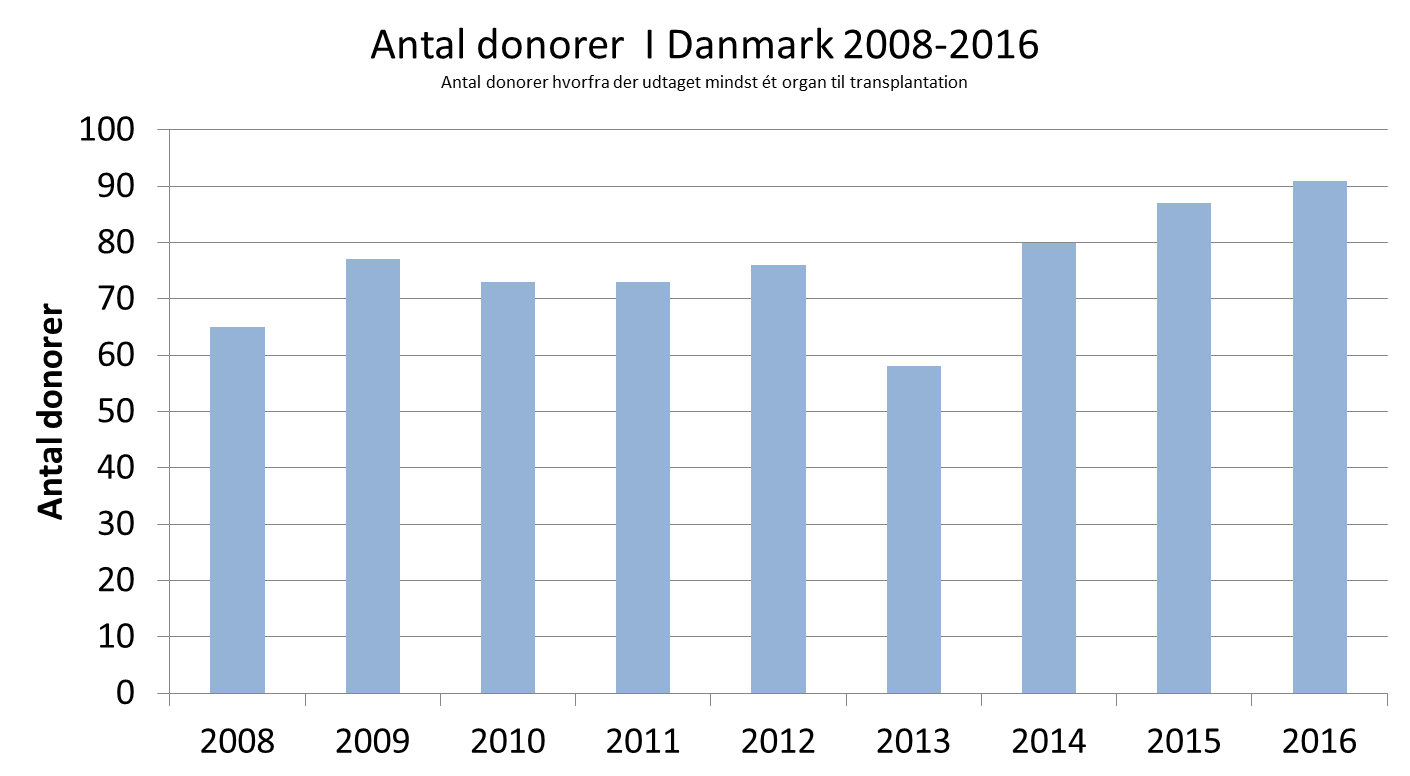 Antal donorer  I Danmark 2008-2016
Antal donorer hvorfra der udtaget mindst ét organ til transplantation
100
90
80
70
60
50
40
30
20
10
0
Antal donorer
2008 2009 2010 2011 2012 2013 2014 2015 2016